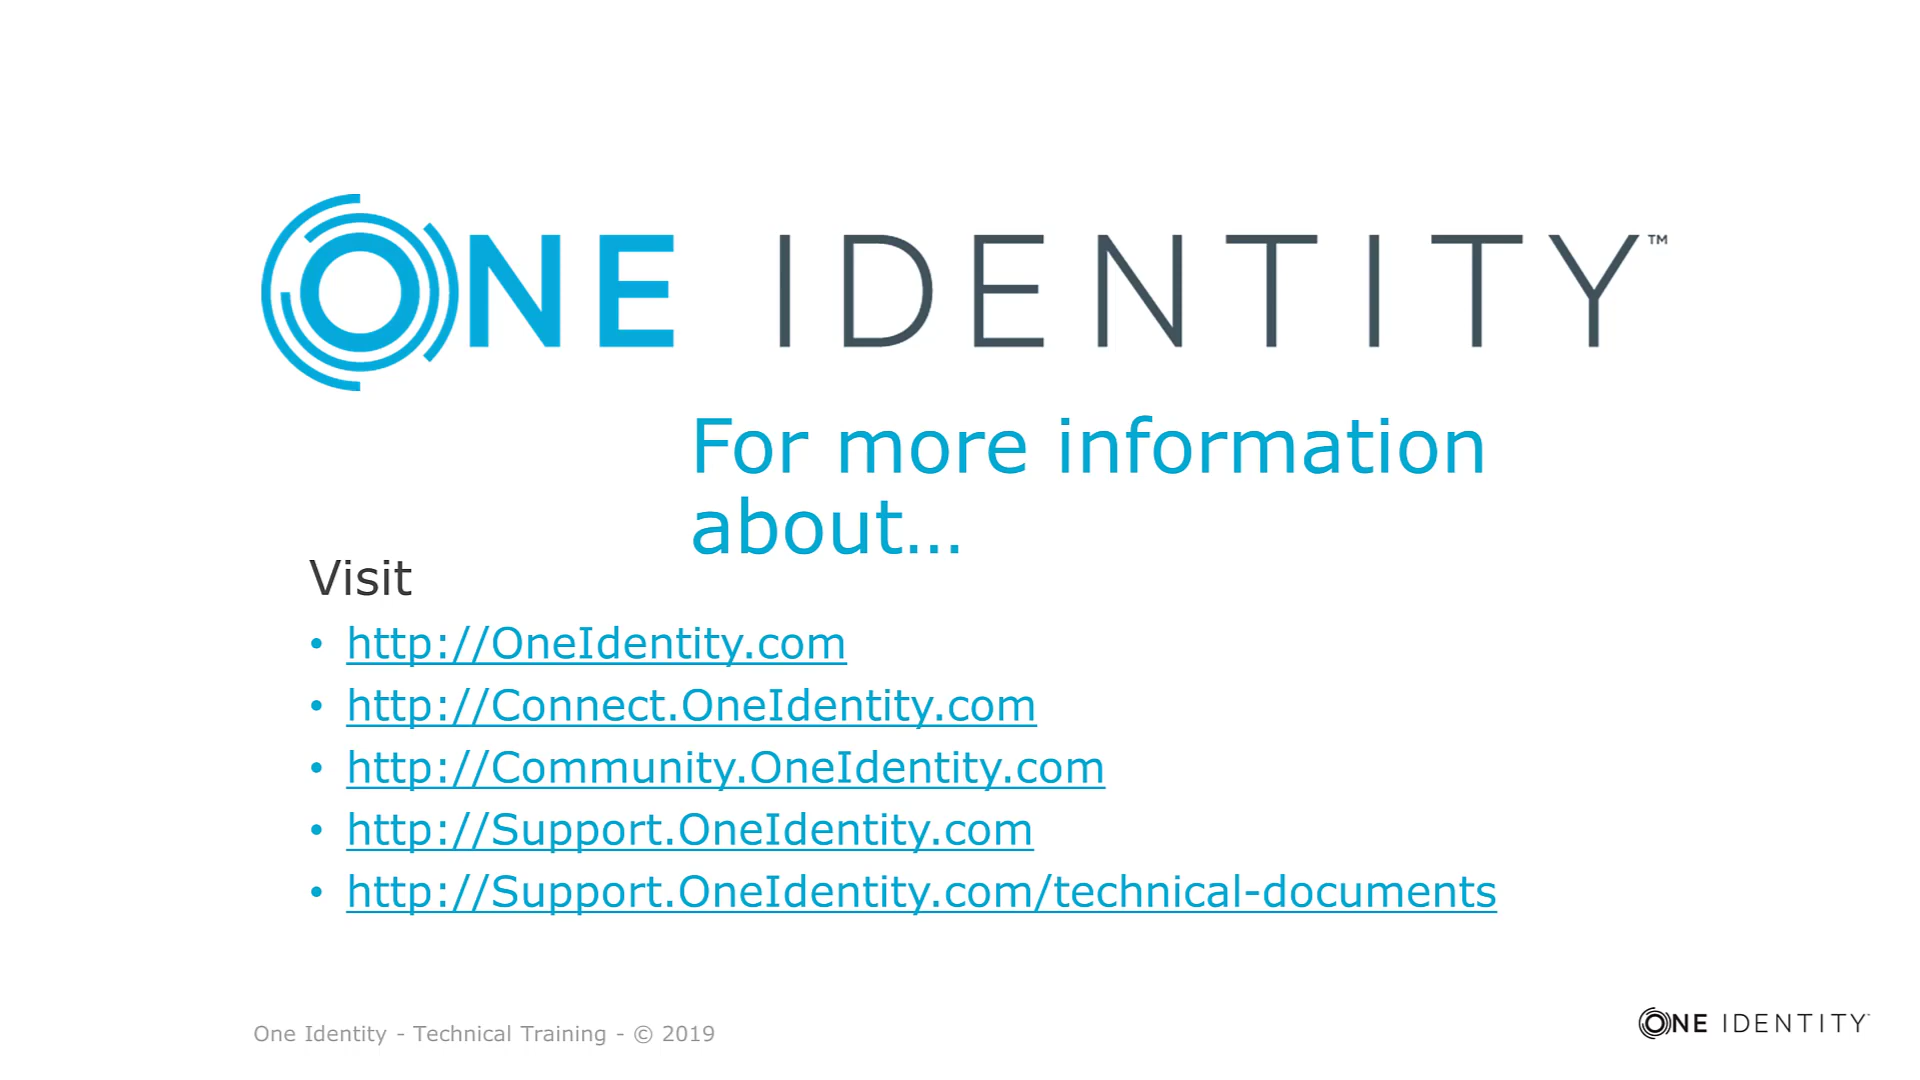 ONE IDENTITY™
For more information
about...
Visit
• http://OneIdentity.com
• http://Connect.OneIdentity.com
• http://Community.OneIdentity.com
• http://Support.OneIdentity.com
• http://Support.OneIdentity.com/technical-documents
One Identity - Technical Training - © 2019
ONE IDENTITY™